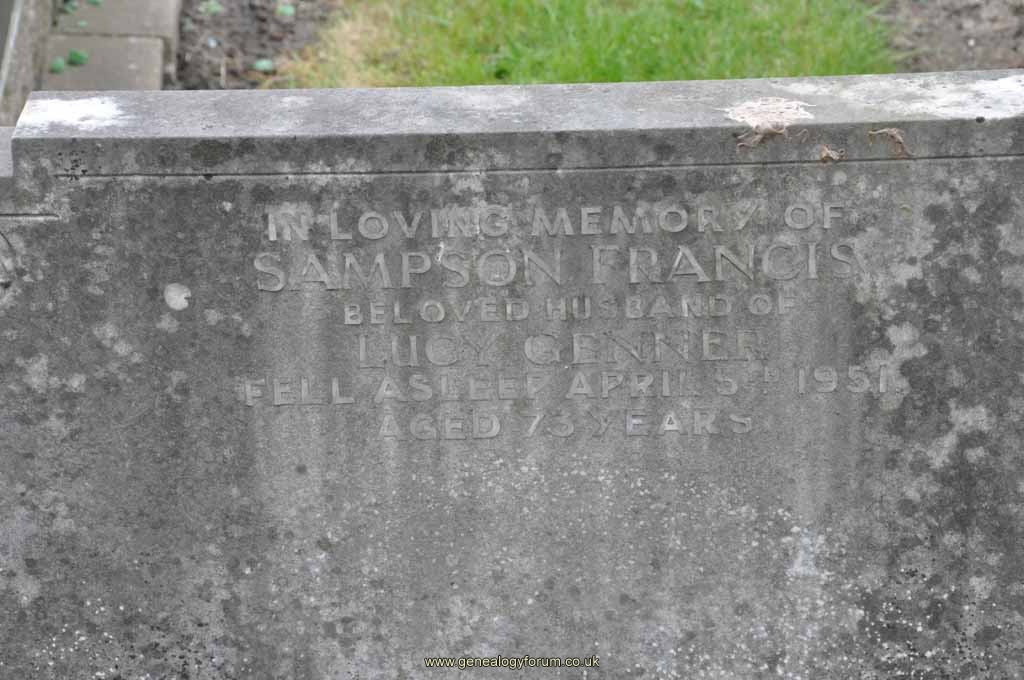 IN LOVING MEMORY OF
SAMPSON FRANCIS
BELOVED HUSBAND OF
LUCY GENNER
FELL ASLEEP APRIL 5TH 1951
AGED 73 YEARS
www.genealogyforum.co.uk